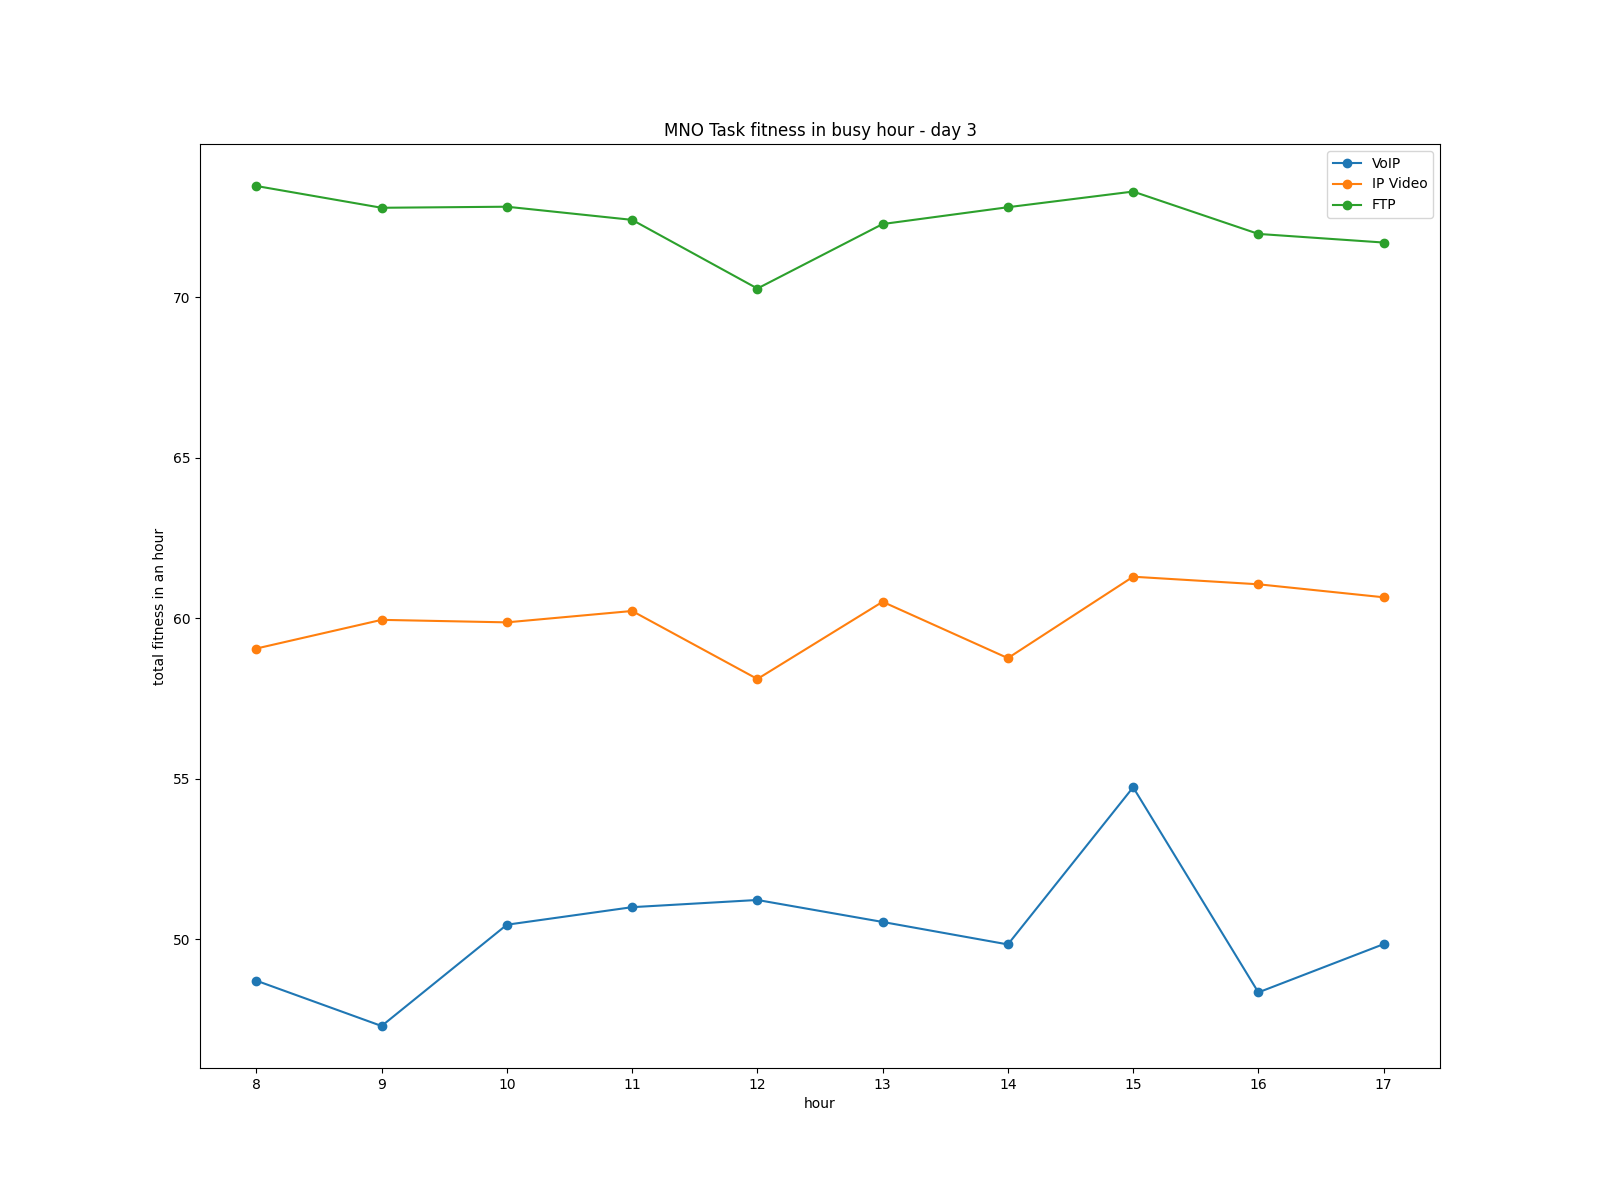 MNO Task fitness in busy hour - day 3
VoIP
IP Video
FTP
total fitness in an hour
70
65
60
55
50
8 9 10 11 12 13 14 15 16 17
hour